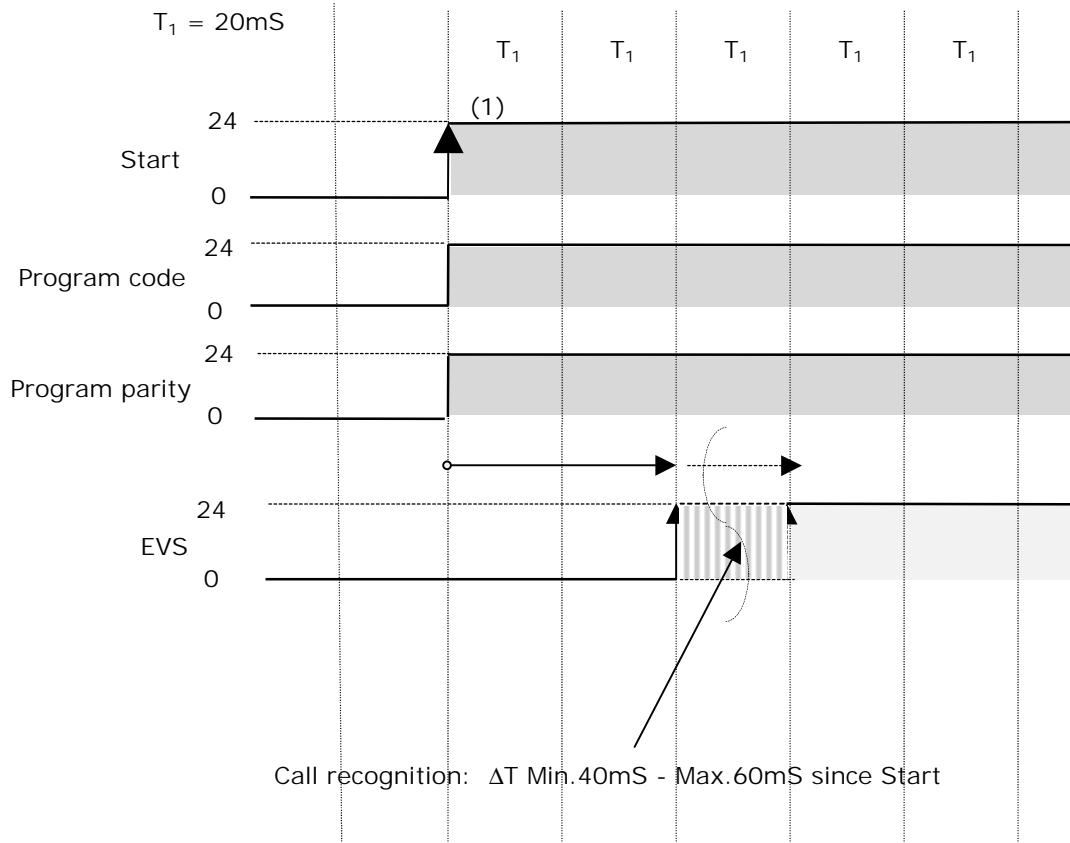 T₁ = 20mS
T₁ T₁ T₁ T₁ T₁
(1)
24
Start
0
24
Program code
0
24
Program parity
0
24
EVS
0
Call recognition: ΔT Min.40mS - Max.60mS since Start